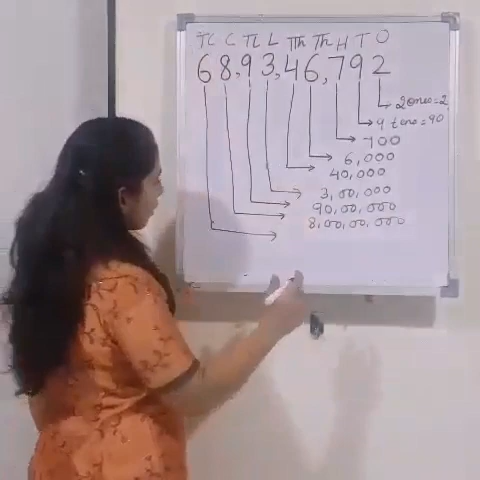 TC C TL L TTh Th H T O
6 8,9 3,4 6,7 9 2
2 ones = 2
9 tens = 90
700
6,000
40,000
3,00,000
90,00,000
8,00,00,000